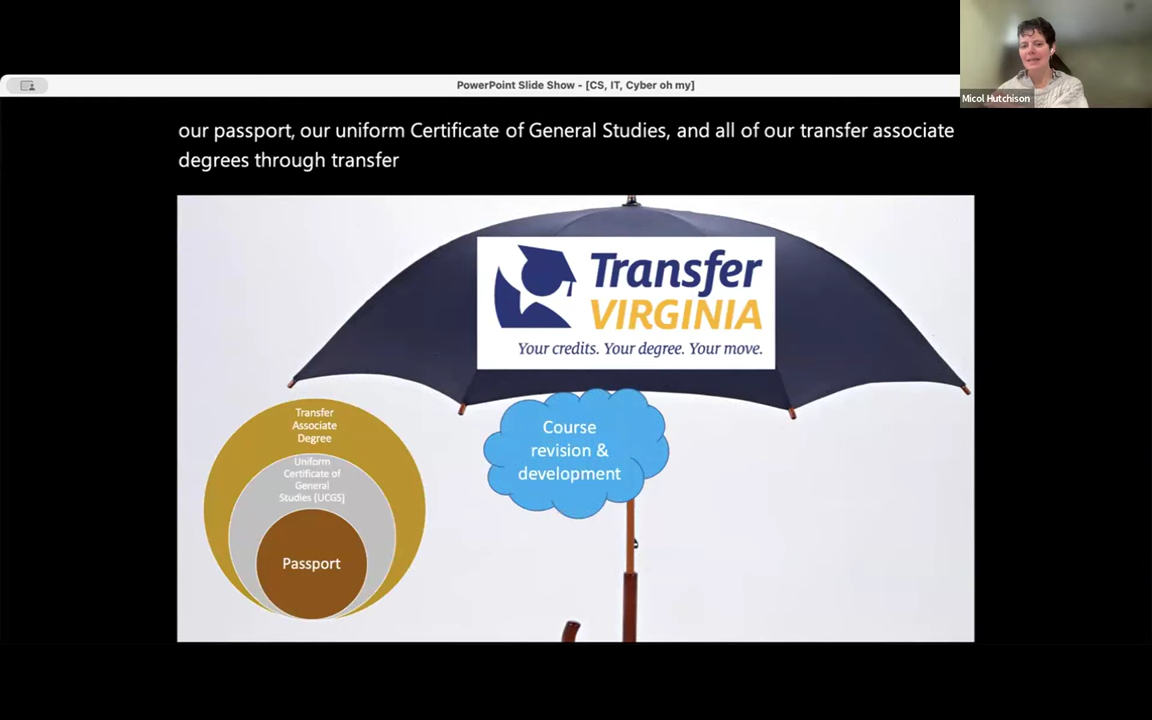 PowerPoint Slide Show - [CS, IT, Cyber oh my]
Micol Hutchison
our passport, our uniform Certificate of General Studies, and all of our transfer associate
degrees through transfer
Transfer
VIRGINIA
Your credits. Your degree. Your move.
Transfer
Associate
Degree
Uniform
Certificate of
General
Studies (UCGS)
Passport
Course
revision &
development